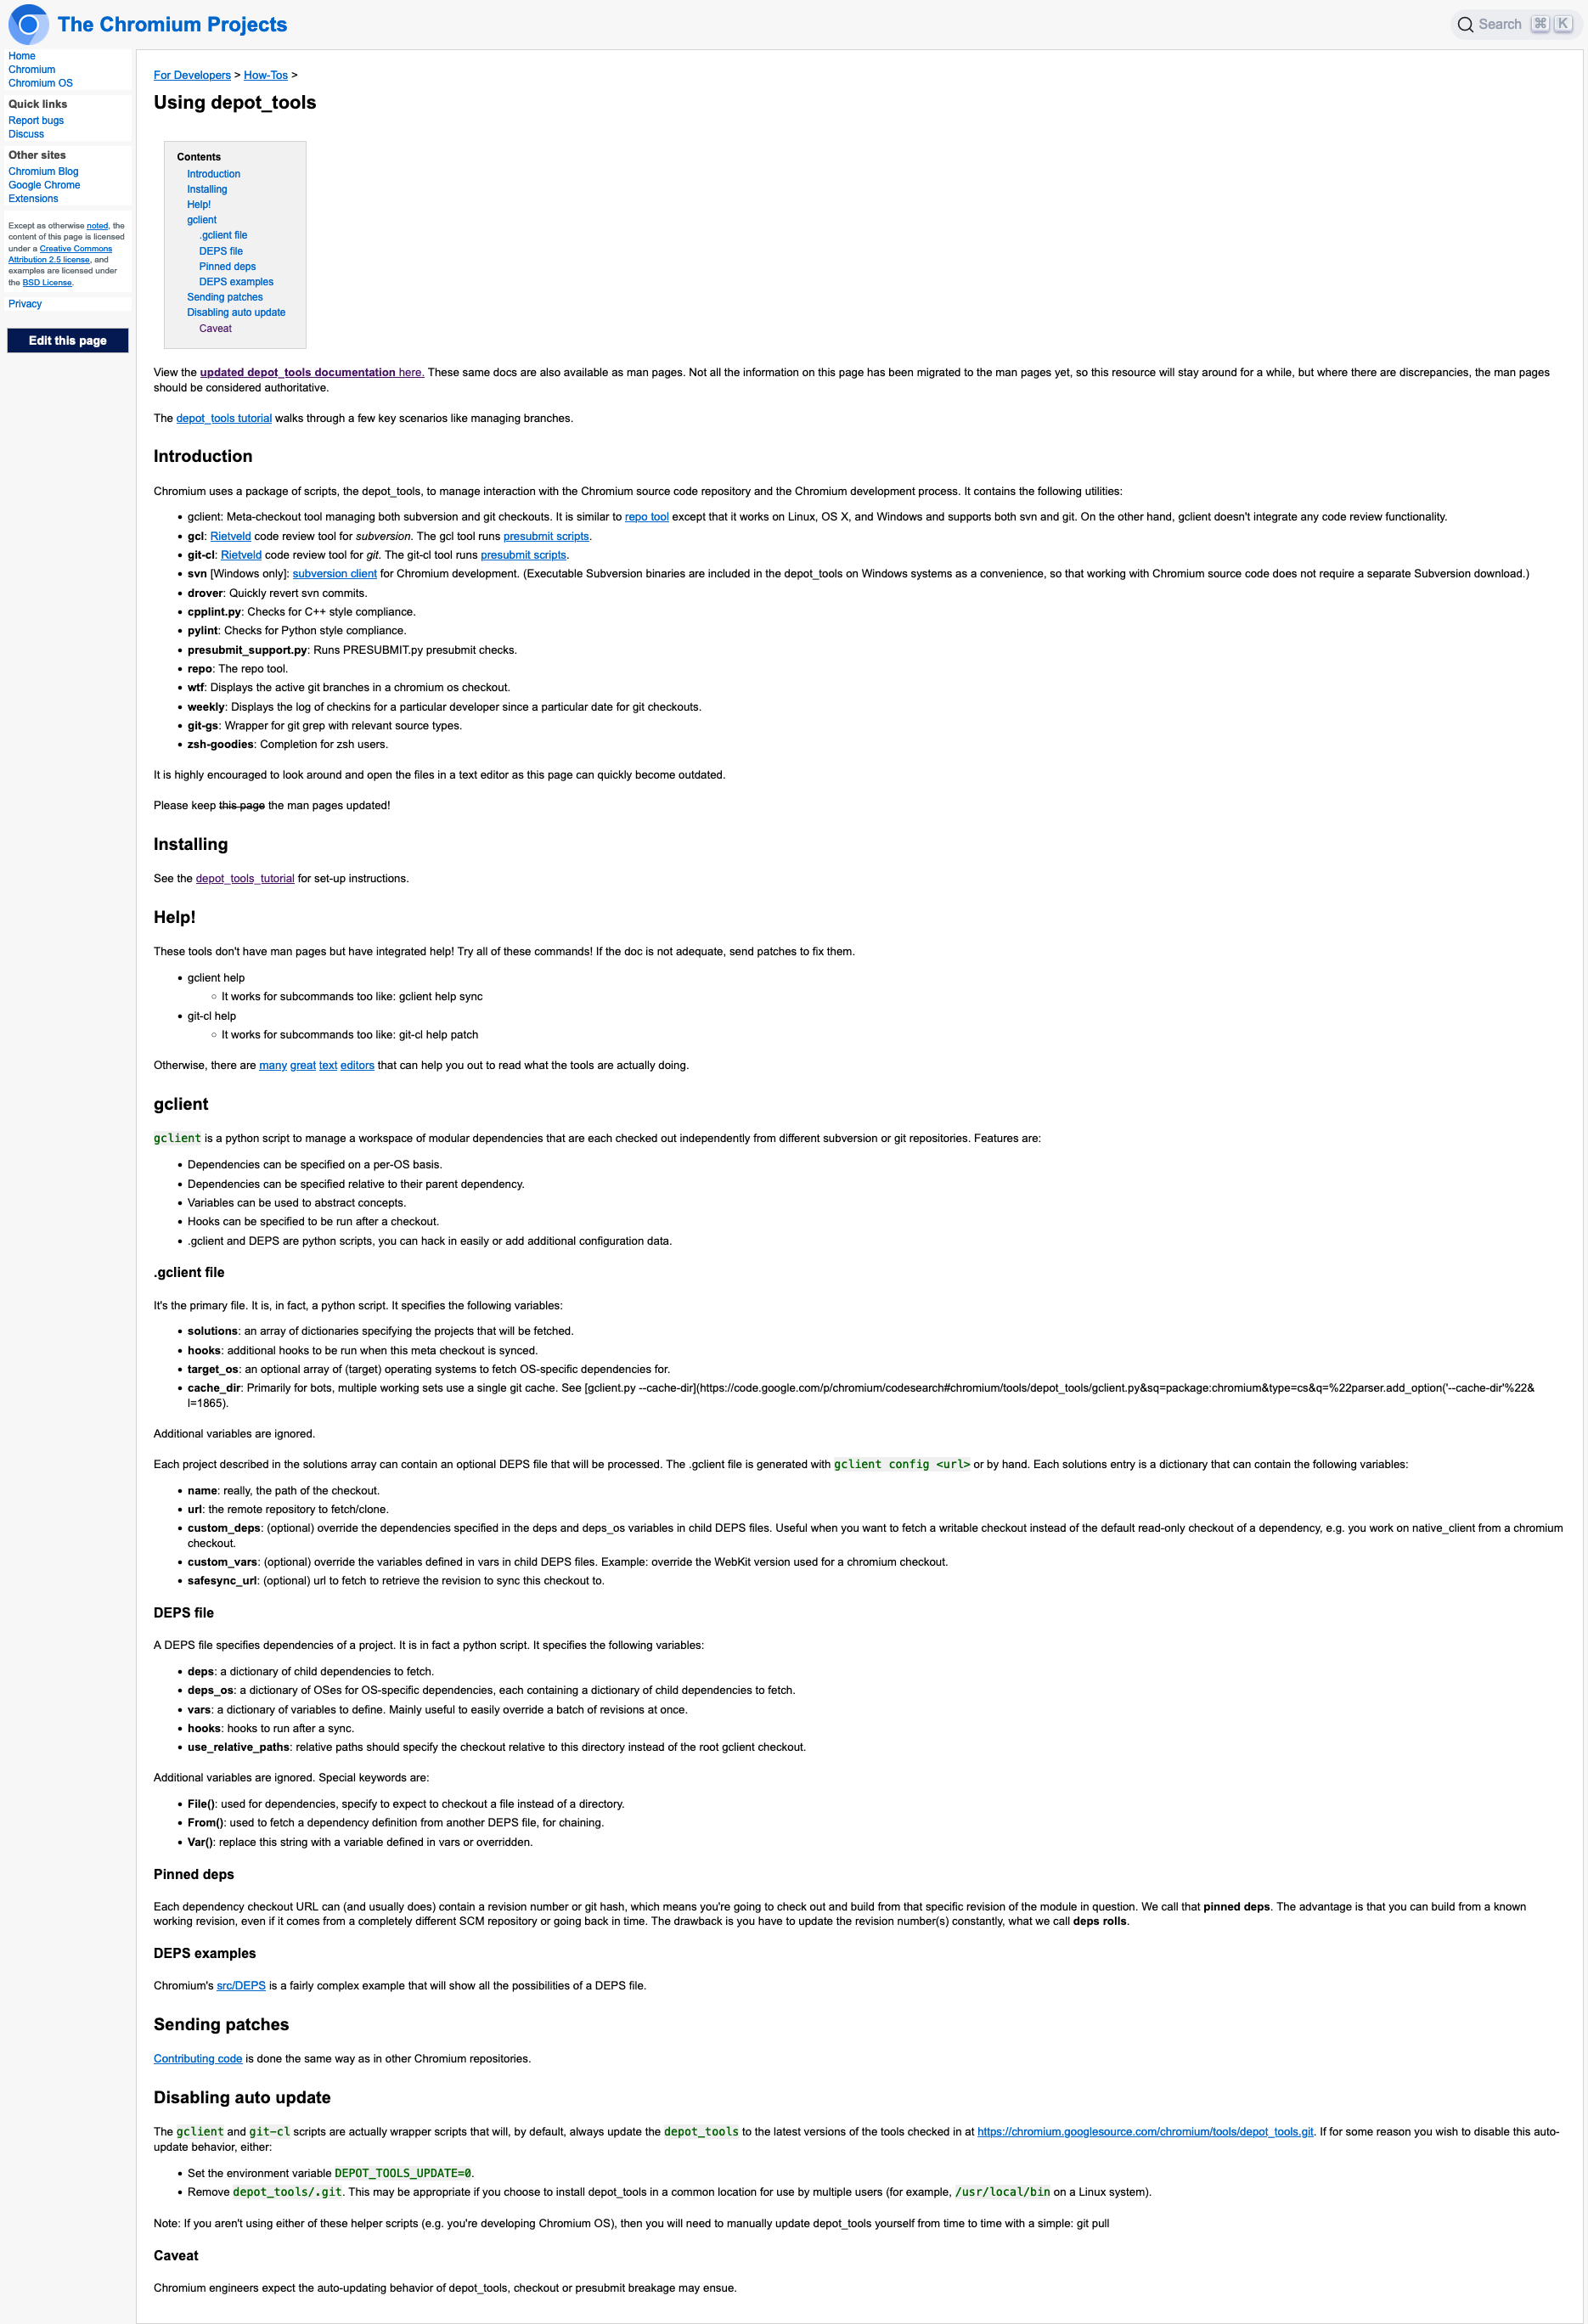 The Chromium Projects
Search ⌘ K
Home
Chromium
Chromium OS
Quick links
Report bugs
Discuss
Other sites
Chromium Blog
Google Chrome
Extensions
Except as otherwise noted, the
content of this page is licensed
under a Creative Commons
Attribution 2.5 license, and
examples are licensed under
the BSD License.
Privacy
Edit this page
For Developers > How-Tos >
Using depot_tools
Contents
Introduction
Installing
Help!
gclient
.gclient file
DEPS file
Pinned deps
DEPS examples
Sending patches
Disabling auto update
Caveat
View the updated depot_tools documentation here. These same docs are also available as man pages. Not all the information on this page has been migrated to the man pages yet, so this resource will stay around for a while, but where there are discrepancies, the man pages
should be considered authoritative.
The depot_tools tutorial walks through a few key scenarios like managing branches.
Introduction
Chromium uses a package of scripts, the depot_tools, to manage interaction with the Chromium source code repository and the Chromium development process. It contains the following utilities:
• gclient: Meta-checkout tool managing both subversion and git checkouts. It is similar to repo tool except that it works on Linux, OS X, and Windows and supports both svn and git. On the other hand, gclient doesn't integrate any code review functionality.
• gcl: Rietveld code review tool for subversion. The gcl tool runs presubmit scripts.
• git-cl: Rietveld code review tool for git. The git-cl tool runs presubmit scripts.
• svn [Windows only]: subversion client for Chromium development. (Executable Subversion binaries are included in the depot_tools on Windows systems as a convenience, so that working with Chromium source code does not require a separate Subversion download.)
• drover: Quickly revert svn commits.
• cpplint.py: Checks for C++ style compliance.
• pylint: Checks for Python style compliance.
• presubmit_support.py: Runs PRESUBMIT.py presubmit checks.
• repo: The repo tool.
• wtf: Displays the active git branches in a chromium os checkout.
• weekly: Displays the log of checkins for a particular developer since a particular date for git checkouts.
• git-gs: Wrapper for git grep with relevant source types.
• zsh-goodies: Completion for zsh users.
It is highly encouraged to look around and open the files in a text editor as this page can quickly become outdated.
Please keep this page the man pages updated!
Installing
See the depot_tools_tutorial for set-up instructions.
Help!
These tools don't have man pages but have integrated help! Try all of these commands! If the doc is not adequate, send patches to fix them.
• gclient help
○ It works for subcommands too like: gclient help sync
• git-cl help
○ It works for subcommands too like: git-cl help patch
Otherwise, there are many great text editors that can help you out to read what the tools are actually doing.
gclient
gclient is a python script to manage a workspace of modular dependencies that are each checked out independently from different subversion or git repositories. Features are:
• Dependencies can be specified on a per-OS basis.
• Dependencies can be specified relative to their parent dependency.
• Variables can be used to abstract concepts.
• Hooks can be specified to be run after a checkout.
• .gclient and DEPS are python scripts, you can hack in easily or add additional configuration data.
.gclient file
It's the primary file. It is, in fact, a python script. It specifies the following variables:
• solutions: an array of dictionaries specifying the projects that will be fetched.
• hooks: additional hooks to be run when this meta checkout is synced.
• target_os: an optional array of (target) operating systems to fetch OS-specific dependencies for.
• cache_dir: Primarily for bots, multiple working sets use a single git cache. See [gclient.py --cache-dir](https://code.google.com/p/chromium/codesearch#chromium/tools/depot_tools/gclient.py&sq=package:chromium&type=cs&q=%22parser.add_option('--cache-dir'%22&
l=1865).
Additional variables are ignored.
Each project described in the solutions array can contain an optional DEPS file that will be processed. The .gclient file is generated with gclient config <url> or by hand. Each solutions entry is a dictionary that can contain the following variables:
• name: really, the path of the checkout.
• url: the remote repository to fetch/clone.
• custom_deps: (optional) override the dependencies specified in the deps and deps_os variables in child DEPS files. Useful when you want to fetch a writable checkout instead of the default read-only checkout of a dependency, e.g. you work on native_client from a chromium
checkout.
• custom_vars: (optional) override the variables defined in vars in child DEPS files. Example: override the WebKit version used for a chromium checkout.
• safesync_url: (optional) url to fetch to retrieve the revision to sync this checkout to.
DEPS file
A DEPS file specifies dependencies of a project. It is in fact a python script. It specifies the following variables:
• deps: a dictionary of child dependencies to fetch.
• deps_os: a dictionary of OSes for OS-specific dependencies, each containing a dictionary of child dependencies to fetch.
• vars: a dictionary of variables to define. Mainly useful to easily override a batch of revisions at once.
• hooks: hooks to run after a sync.
• use_relative_paths: relative paths should specify the checkout relative to this directory instead of the root gclient checkout.
Additional variables are ignored. Special keywords are:
• File(): used for dependencies, specify to expect to checkout a file instead of a directory.
• From(): used to fetch a dependency definition from another DEPS file, for chaining.
• Var(): replace this string with a variable defined in vars or overridden.
Pinned deps
Each dependency checkout URL can (and usually does) contain a revision number or git hash, which means you're going to check out and build from that specific revision of the module in question. We call that pinned deps. The advantage is that you can build from a known
working revision, even if it comes from a completely different SCM repository or going back in time. The drawback is you have to update the revision number(s) constantly, what we call deps rolls.
DEPS examples
Chromium's src/DEPS is a fairly complex example that will show all the possibilities of a DEPS file.
Sending patches
Contributing code is done the same way as in other Chromium repositories.
Disabling auto update
The gclient and git-cl scripts are actually wrapper scripts that will, by default, always update the depot_tools to the latest versions of the tools checked in at https://chromium.googlesource.com/chromium/tools/depot_tools.git. If for some reason you wish to disable this auto-
update behavior, either:
• Set the environment variable DEPOT_TOOLS_UPDATE=0.
• Remove depot_tools/.git. This may be appropriate if you choose to install depot_tools in a common location for use by multiple users (for example, /usr/local/bin on a Linux system).
Note: If you aren't using either of these helper scripts (e.g. you're developing Chromium OS), then you will need to manually update depot_tools yourself from time to time with a simple: git pull
Caveat
Chromium engineers expect the auto-updating behavior of depot_tools, checkout or presubmit breakage may ensue.